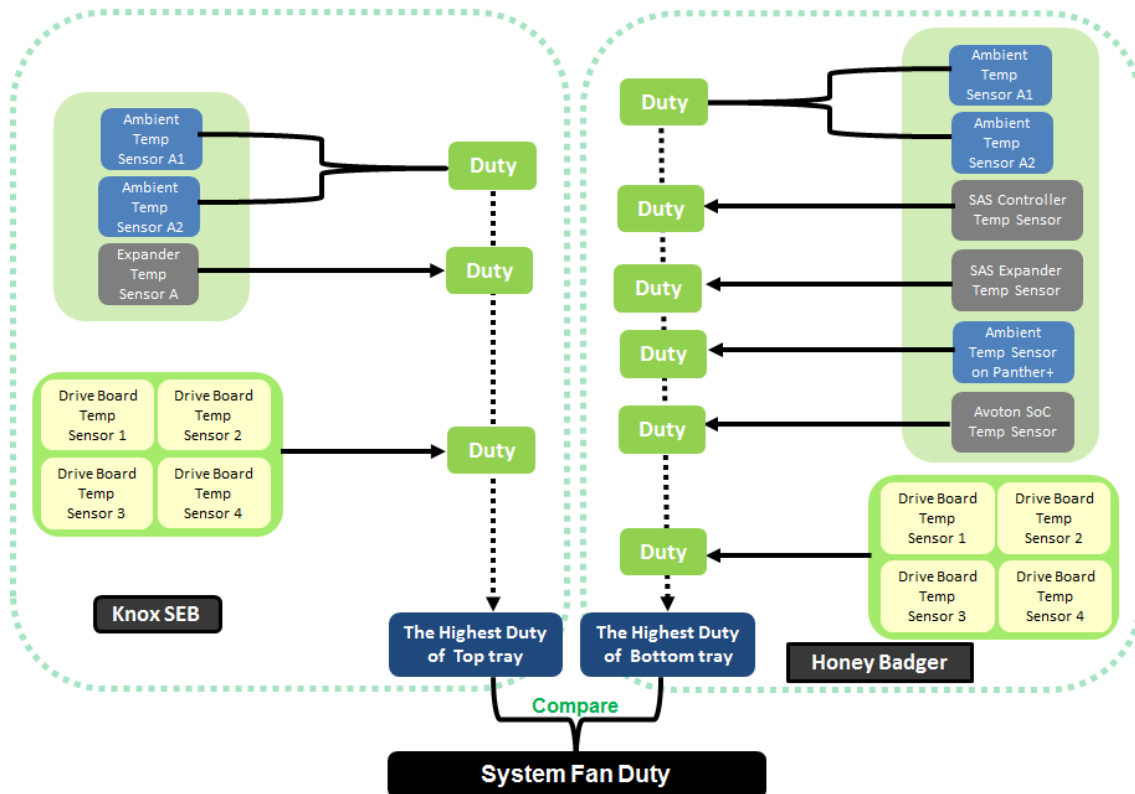 Ambient
Temp
Sensor A1
Ambient
Temp
Sensor A2
Expander
Temp
Sensor A
Duty
Duty
Drive Board
Temp
Sensor 1
Drive Board
Temp
Sensor 2
Drive Board
Temp
Sensor 3
Drive Board
Temp
Sensor 4
Duty
Knox SEB
The Highest Duty
of Top tray
Duty
Ambient
Temp
Sensor A1
Ambient
Temp
Sensor A2
Duty
SAS Controller
Temp Sensor
Duty
SAS Expander
Temp Sensor
Duty
Ambient
Temp Sensor
on Panther+
Duty
Avoton SoC
Temp Sensor
Duty
Drive Board
Temp
Sensor 1
Drive Board
Temp
Sensor 2
Drive Board
Temp
Sensor 3
Drive Board
Temp
Sensor 4
The Highest Duty
of Bottom tray
Honey Badger
Compare
System Fan Duty